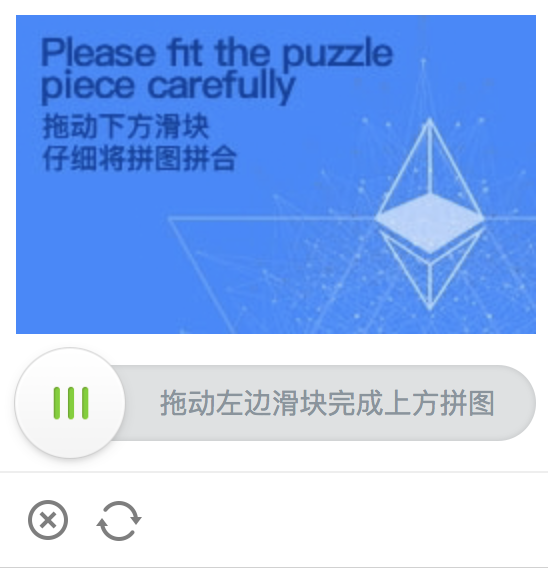 Please fit the puzzle
piece carefully
拖动下方滑块
仔细将拼图拼合
拖动左边滑块完成上方拼图